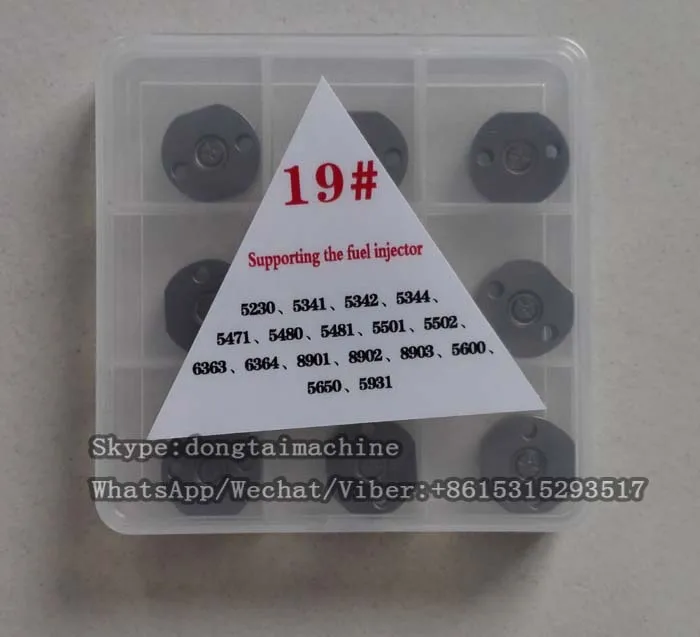 19#
Supporting the fuel injector
5230、5341、5342、5344、
5471、5480、5481、5501、5502、
6363、6364、8901、8902、8903、5600、
5650、5931
Skype:dongtaimachine
WhatsApp/Wechat/Viber:+8615315293517